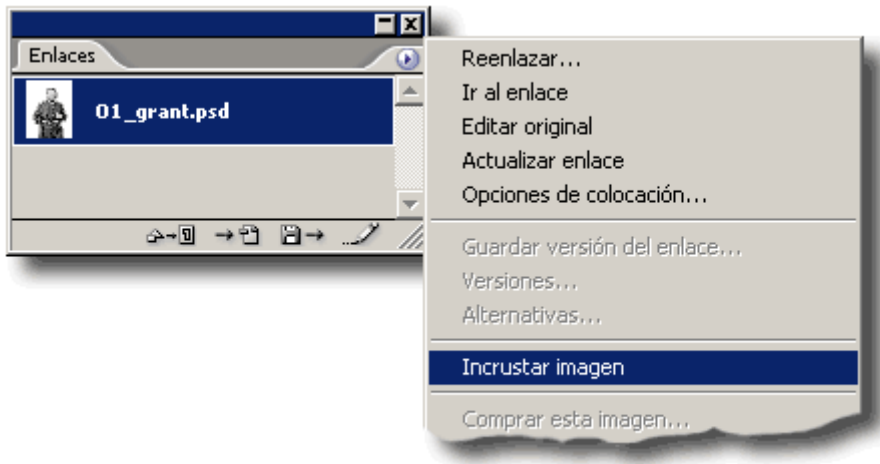 Enlaces
01_grant.psd
Reenlazar...
Ir al enlace
Editar original
Actualizar enlace
Opciones de colocación...
Guardar versión del enlace...
Versiones...
Alternativas...
Incrustar imagen
Comprar esta imagen...